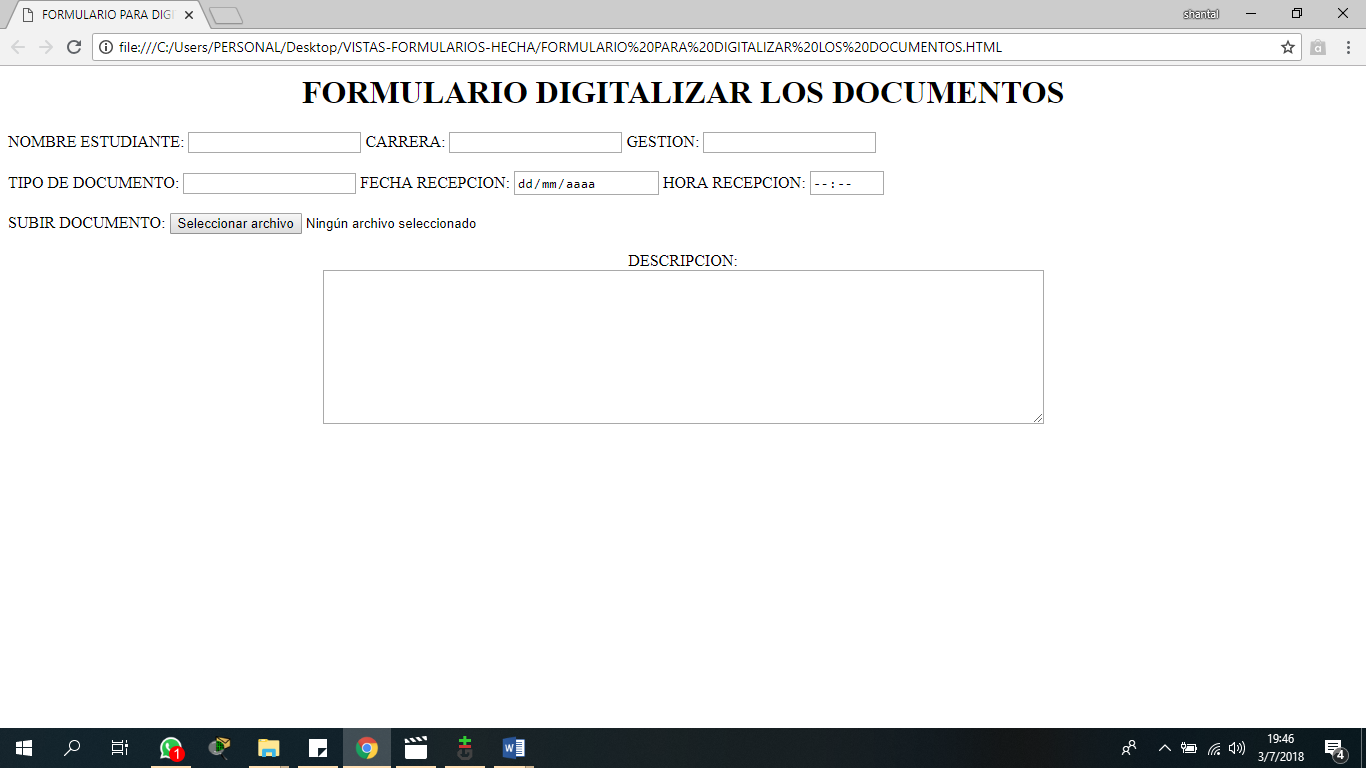 FORMULARIO PARA DIGI
shantal
file:///C:/Users/PERSONAL/Desktop/VISTAS-FORMULARIOS-HECHA/FORMULARIO%20PARA%20DIGITALIZAR%20LOS%20DOCUMENTOS.HTML
FORMULARIO DIGITALIZAR LOS DOCUMENTOS
NOMBRE ESTUDIANTE: CARRERA: GESTION:
TIPO DE DOCUMENTO: FECHA RECEPCION: dd/mm/aaaa HORA RECEPCION: --:--
SUBIR DOCUMENTO: Seleccionar archivo Ningún archivo seleccionado
DESCRIPCION:
1
19:46
3/7/2018
4